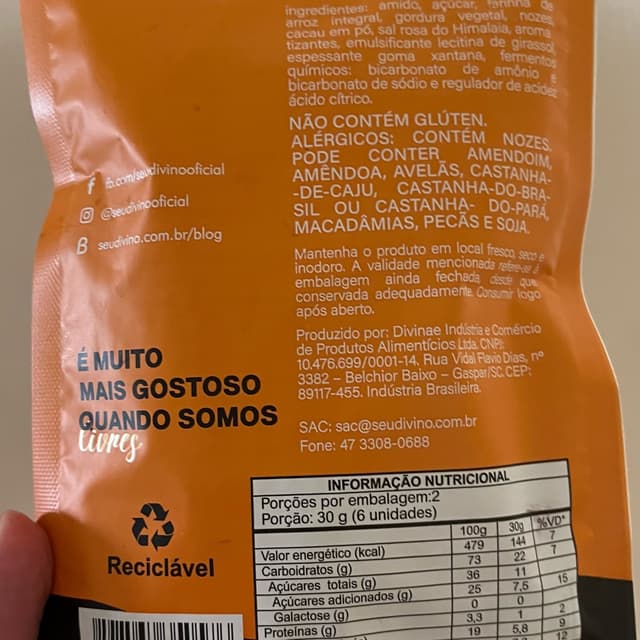 ingredientes: amido, açúcar, farinha de
arroz integral, gordura vegetal, nozes,
cacau em pó, sal rosa do Himalaia, aroma
tizantes, emulsificante lecitina de girassol,
espessante goma xantana, fermentos
químicos: bicarbonato de amônio e
bicarbonato de sódio e regulador de acidez
ácido cítrico.
NÃO CONTÉM GLÚTEN.
ALÉRGICOS: CONTÉM NOZES.
PODE CONTER AMENDOIM,
AMÊNDOA, AVELÃS, CASTANHA-
-DE-CAJU, CASTANHA-DO-BRA-
SIL OU CASTANHA- DO-PARÁ,
MACADÂMIAS, PECÃS E SOJA.
Mantenha o produto em local fresco, seco e
inodoro. A validade mencionada refere-se à
embalagem ainda fechada desde que
conservada adequadamente. Consumir logo
após aberto.
Produzido por: Divinae Indústria e Comércio
de Produtos Alimentícios Ltda. CNPJ:
10.476.699/0001-14. Rua Vidal Flavio Dias, nº
3382 – Belchior Baixo – Gaspar/SC. CEP:
89117-455. Indústria Brasileira.
SAC: sac@seudivino.com.br
Fone: 47 3308-0688
fb.com/seudivinooficial
@seudivinooficial
seudivino.com.br/blog
É MUITO
MAIS GOSTOSO
QUANDO SOMOS
livres
Reciclável
INFORMAÇÃO NUTRICIONAL
Porções por embalagem:2
Porção: 30 g (6 unidades)
100g 30g %VD*
Valor energético (kcal) 479 144 7
Carboidratos (g) 73 22 7
Açúcares totais (g) 36 11
Açúcares adicionados (g) 25 7,5 15
Galactose (g) 0 0
Proteínas (g) 3,3 1 2
19 5,8 9